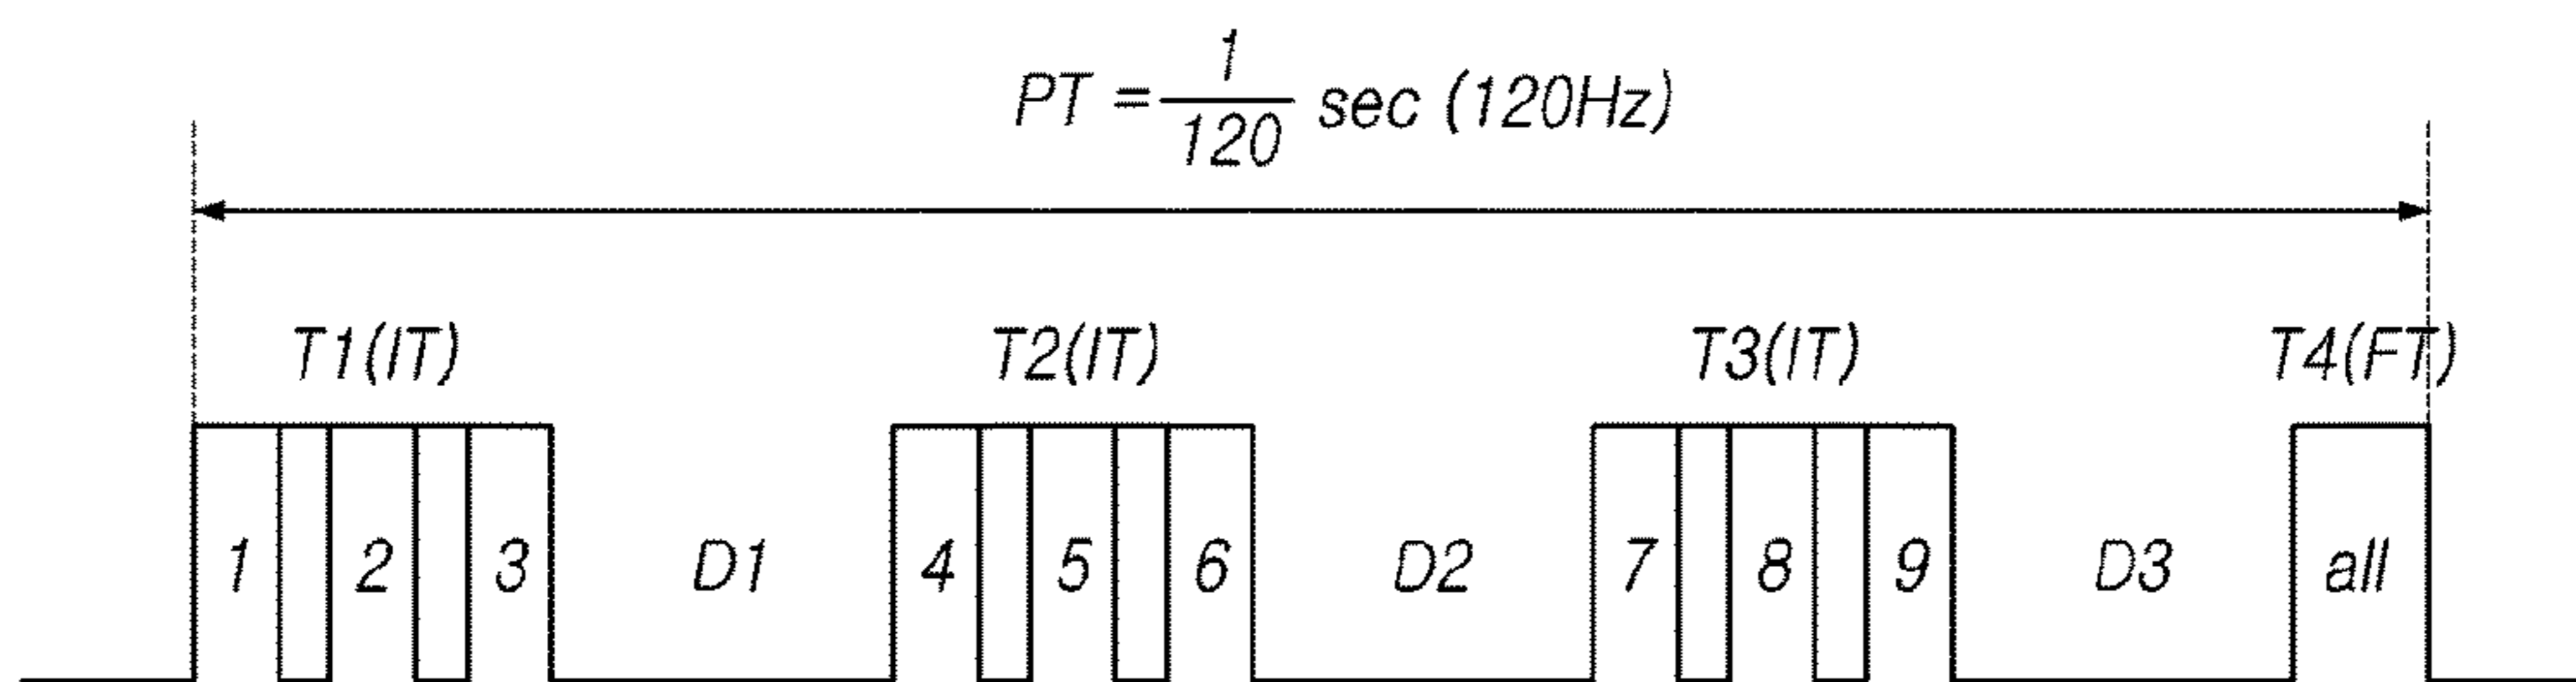 PT = 1/120 sec (120Hz)
T1(IT) T2(IT) T3(IT) T4(FT)
1 2 3 D1 4 5 6 D2 7 8 9 D3 all